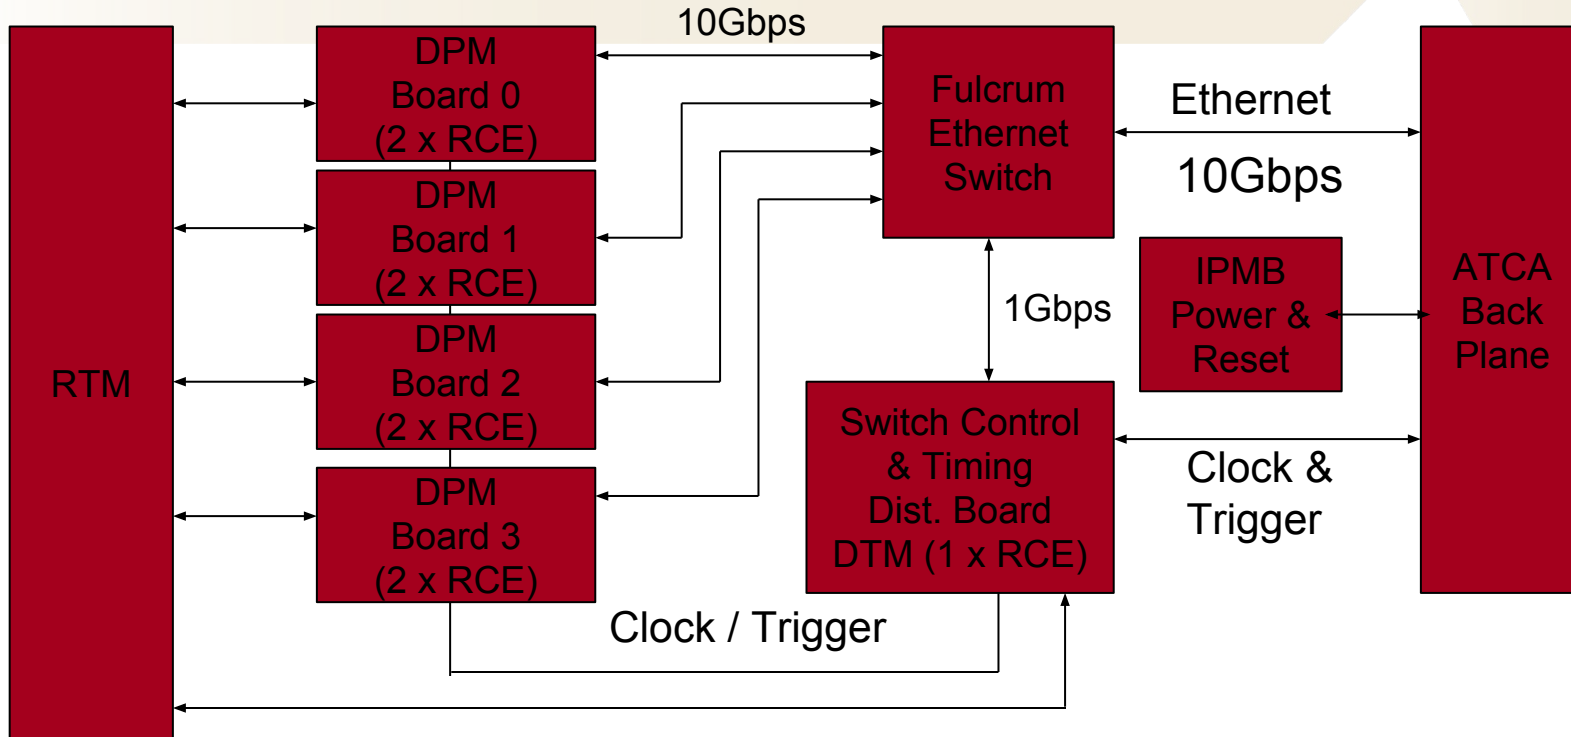 10Gbps
RTM
DPM
Board 0
(2 x RCE)
DPM
Board 1
(2 x RCE)
DPM
Board 2
(2 x RCE)
DPM
Board 3
(2 x RCE)
Fulcrum
Ethernet
Switch
Ethernet
10Gbps
1Gbps
IPMB
Power &
Reset
ATCA
Back
Plane
Switch Control
& Timing
Dist. Board
DTM (1 x RCE)
Clock &
Trigger
Clock / Trigger